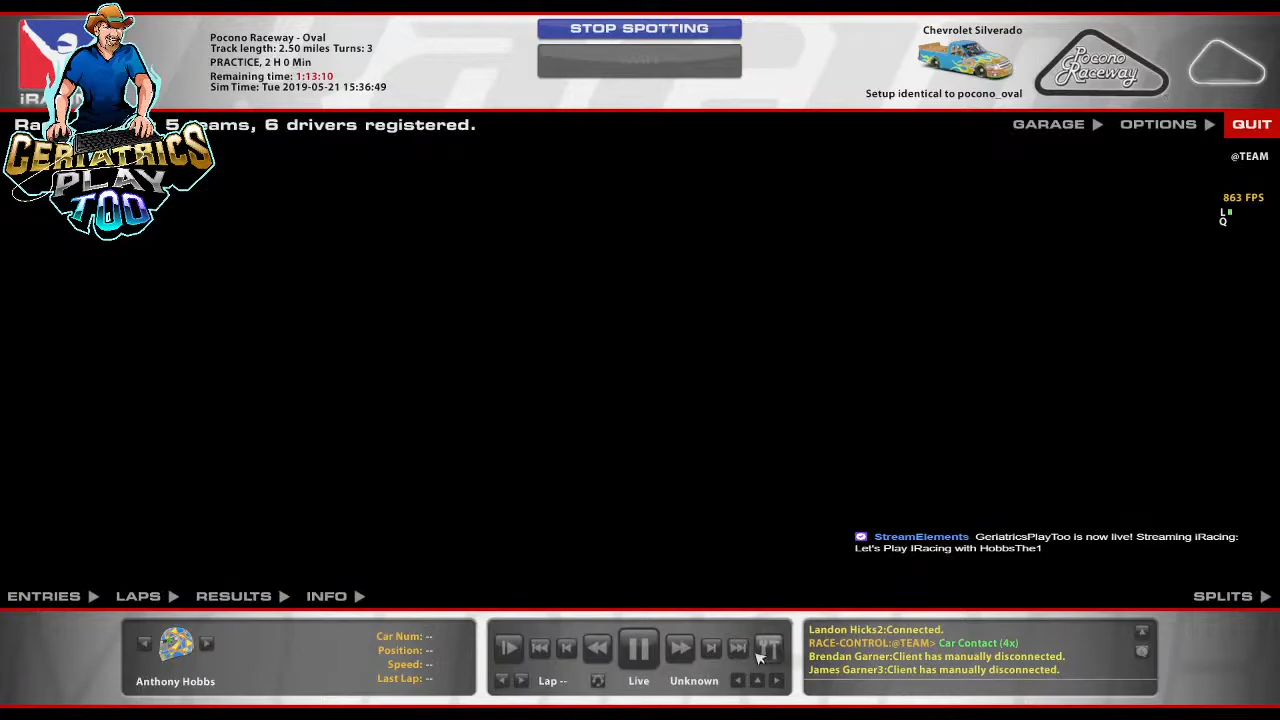 Pocono Raceway - Oval
Track length: 2.50 miles Turns: 3
PRACTICE, 2 H 0 Min
Remaining time: 1:13:10
Sim Time: Tue 2019-05-21 15:36:49
STOP SPOTTING
Chevrolet Silverado
Setup identical to pocono_oval
Pocono
Raceway
5 teams, 6 drivers registered.
GARAGE
OPTIONS
QUIT
GERIATRICS
PLAY
TOO
@TEAM
863 FPS
L
Q
StreamElements GeriatricsPlayToo is now live! Streaming iRacing:
Let's Play iRacing with HobbsThe1
ENTRIES
LAPS
RESULTS
INFO
SPLITS
Car Num: --
Position: --
Speed: --
Last Lap: --
Anthony Hobbs
Lap --
Live
Unknown
Landon Hicks2:Connected.
RACE-CONTROL:@TEAM> Car Contact (4x)
Brendan Garner:Client has manually disconnected.
James Garner3:Client has manually disconnected.